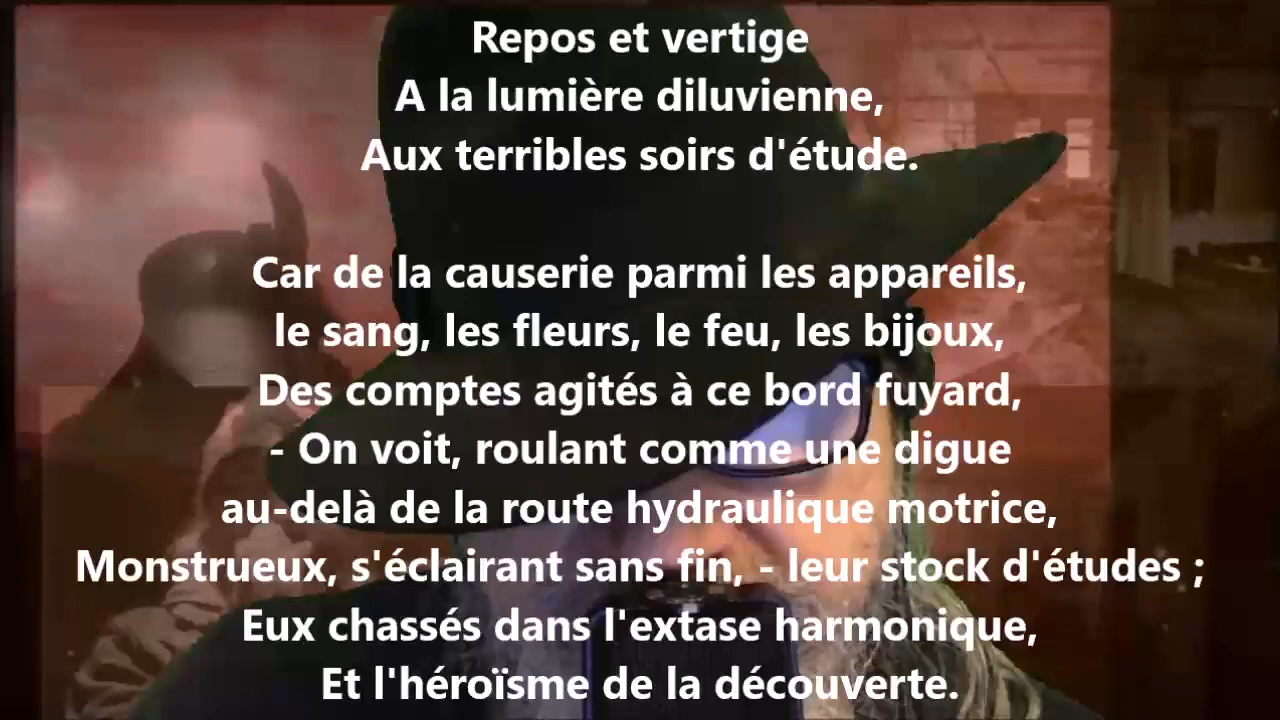 Repos et vertige
A la lumière diluvienne,
Aux terribles soirs d'étude.
Car de la causerie parmi les appareils,
le sang, les fleurs, le feu, les bijoux,
Des comptes agités à ce bord fuyard,
- On voit, roulant comme une digue
au-delà de la route hydraulique motrice,
Monstrueux, s'éclairant sans fin, - leur stock d'études ;
Eux chassés dans l'extase harmonique,
Et l'héroïsme de la découverte.